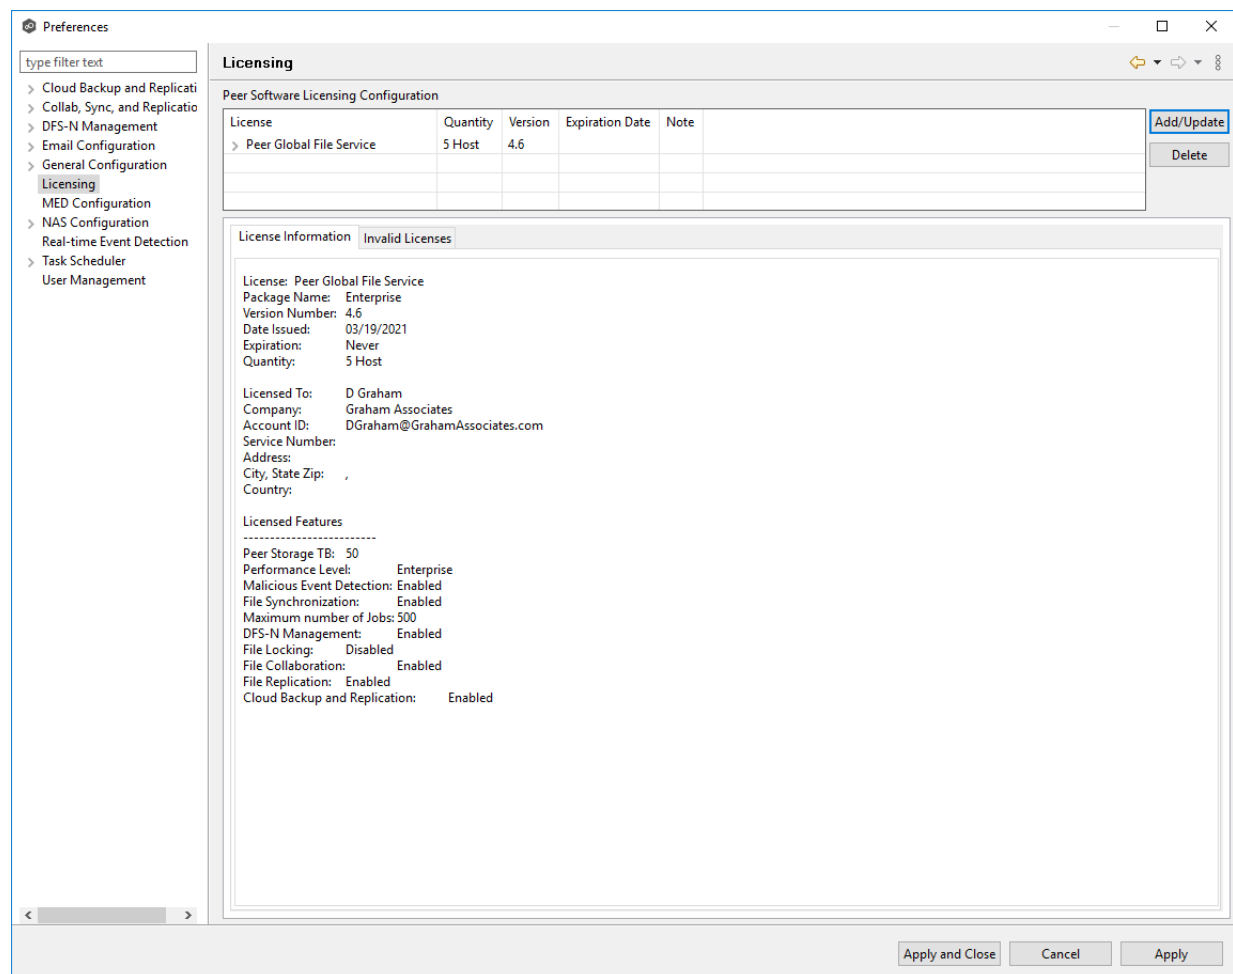 Preferences
type filter text
Cloud Backup and Replicati
Collab, Sync, and Replicatio
DFS-N Management
Email Configuration
General Configuration
Licensing
MED Configuration
NAS Configuration
Real-time Event Detection
Task Scheduler
User Management
Licensing
Peer Software Licensing Configuration
License Quantity Version Expiration Date Note
Peer Global File Service 5 Host 4.6
Add/Update
Delete
License Information Invalid Licenses
License: Peer Global File Service
Package Name: Enterprise
Version Number: 4.6
Date Issued: 03/19/2021
Expiration: Never
Quantity: 5 Host
Licensed To: D Graham
Company: Graham Associates
Account ID: DGraham@GrahamAssociates.com
Service Number:
Address:
City, State Zip: ,
Country:
Licensed Features
-------------------------
Peer Storage TB: 50
Performance Level: Enterprise
Malicious Event Detection: Enabled
File Synchronization: Enabled
Maximum number of Jobs: 500
DFS-N Management: Enabled
File Locking: Disabled
File Collaboration: Enabled
File Replication: Enabled
Cloud Backup and Replication: Enabled
Apply and Close Cancel Apply